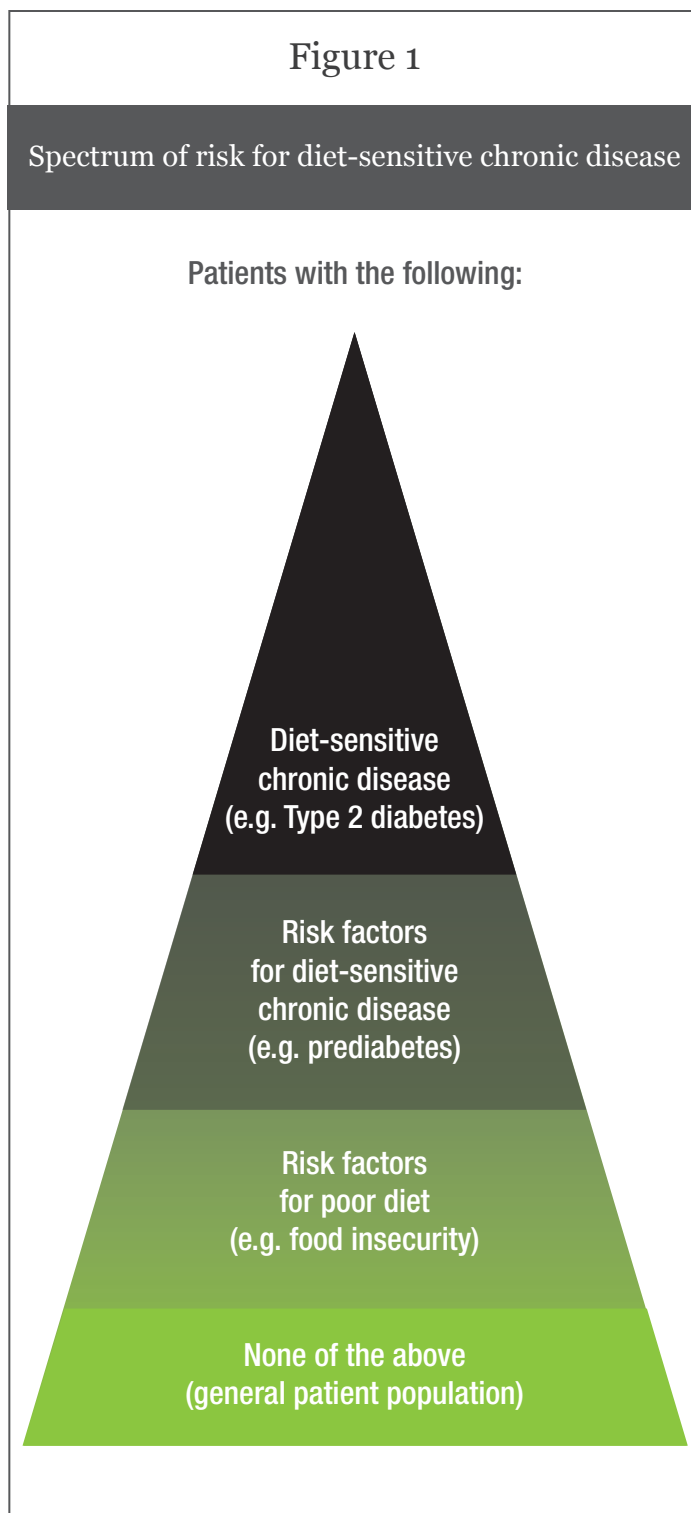 Figure 1
Spectrum of risk for diet-sensitive chronic disease
Patients with the following:
Diet-sensitive
chronic disease
(e.g. Type 2 diabetes)
Risk factors
for diet-sensitive
chronic disease
(e.g. prediabetes)
Risk factors
for poor diet
(e.g. food insecurity)
None of the above
(general patient population)